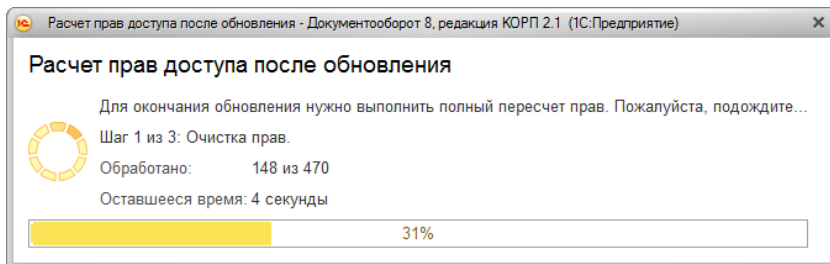 1С Расчет прав доступа после обновления - Документооборот 8, редакция КОРП 2.1 (1С:Предприятие)
Расчет прав доступа после обновления
Для окончания обновления нужно выполнить полный пересчет прав. Пожалуйста, подождите...
Шаг 1 из 3: Очистка прав.
Обработано: 148 из 470
Оставшееся время: 4 секунды
31%